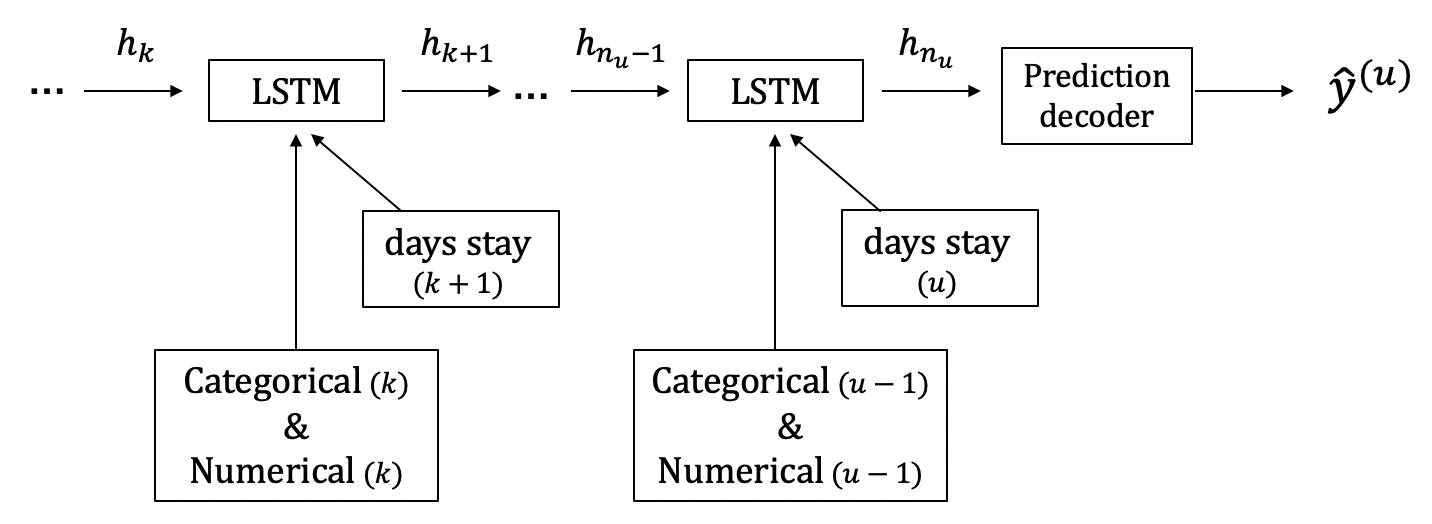 h_k
h_{k+1}
h_{n_u−1}
h_{n_u}
...
LSTM
...
LSTM
Prediction
decoder
ŷ^{(u)}
days stay
(k + 1)
days stay
(u)
Categorical (k)
&
Numerical (k)
Categorical (u − 1)
&
Numerical (u − 1)